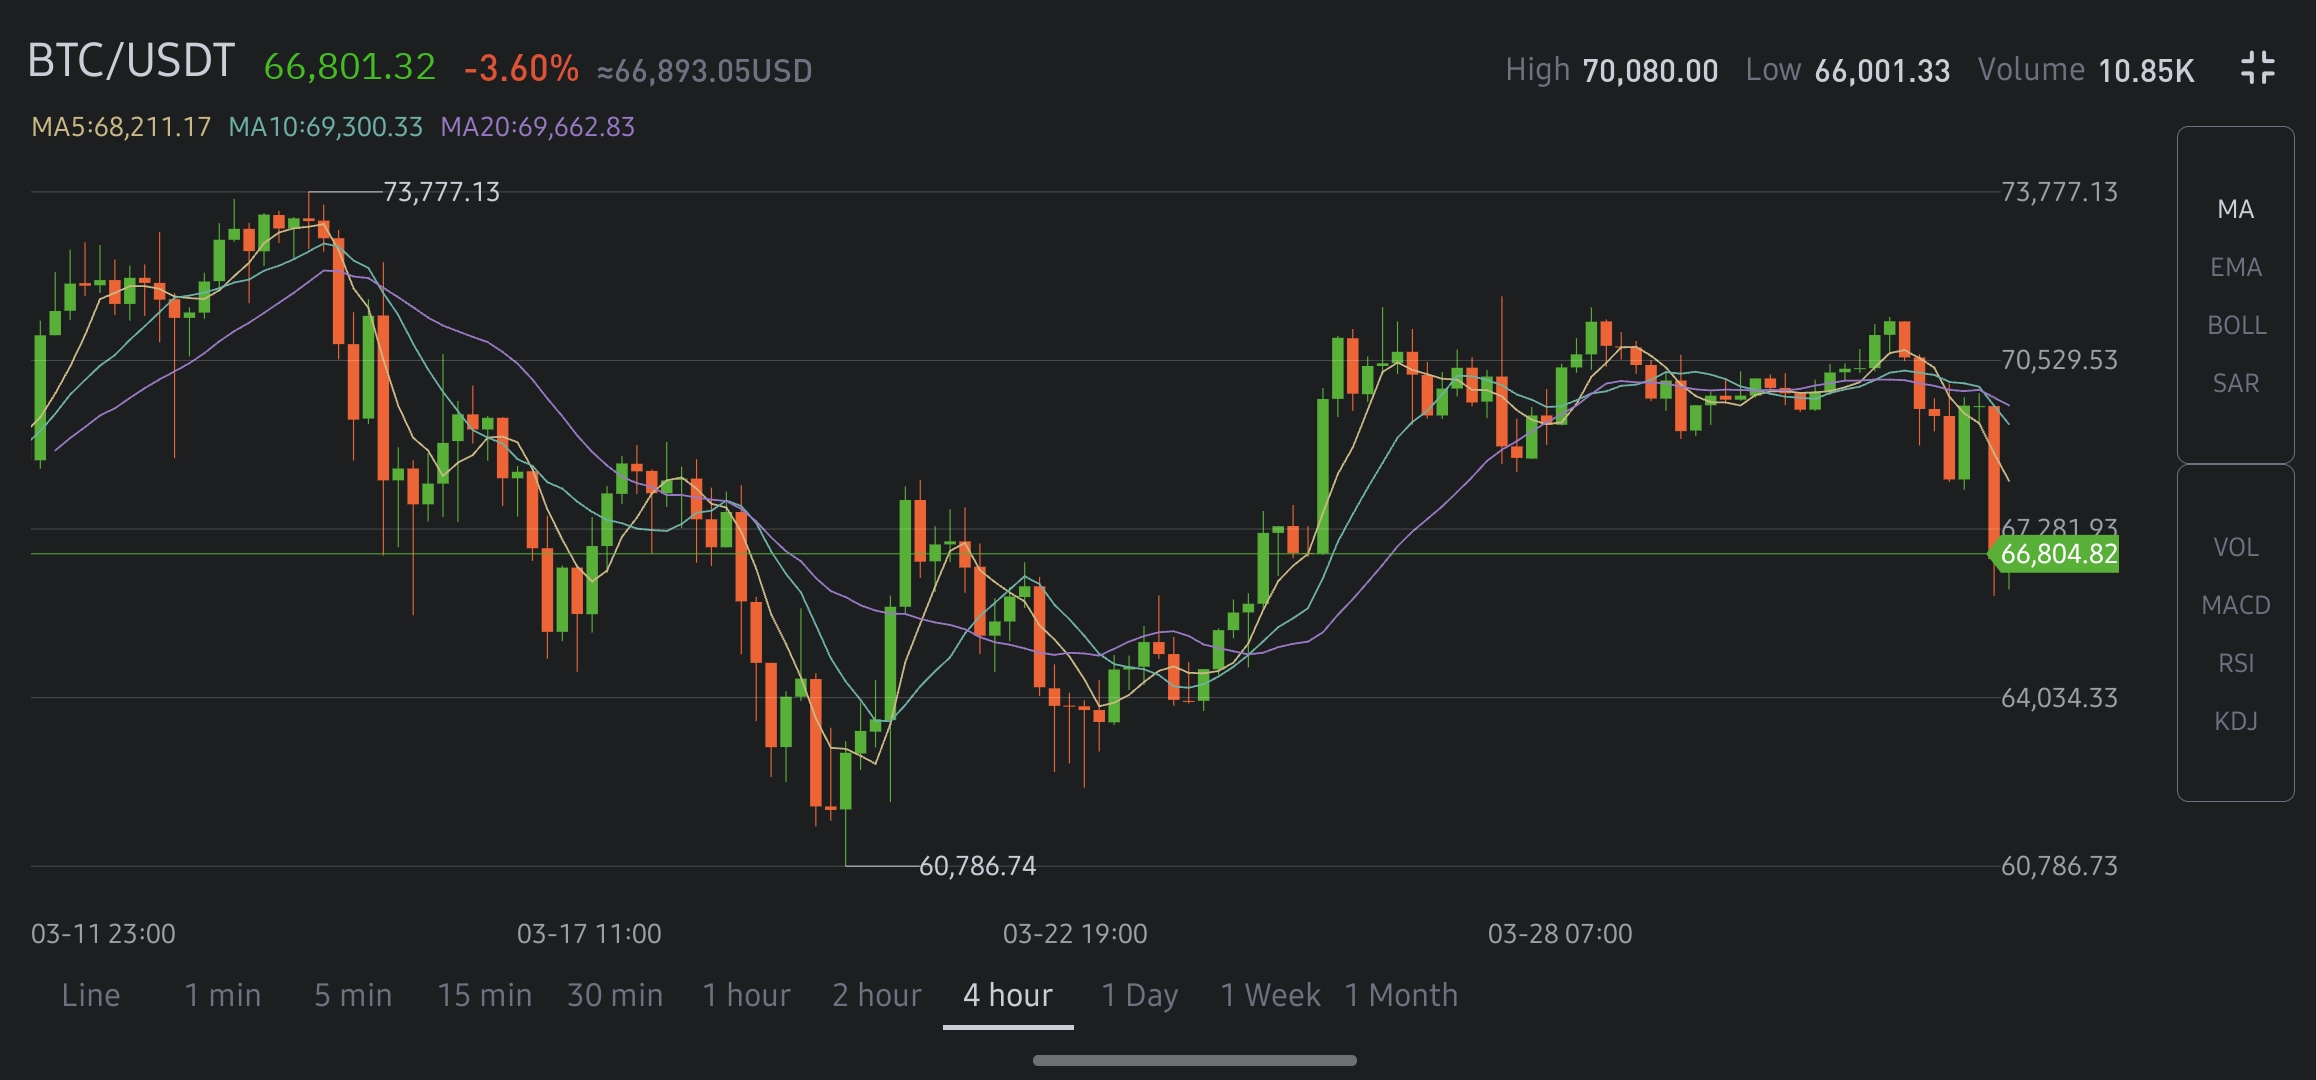 BTC/USDT 66,801.32 -3.60% ≈66,893.05USD High 70,080.00 Low 66,001.33 Volume 10.85K
MA5:68,211.17 MA10:69,300.33 MA20:69,662.83
73,777.13 73,777.13
MA
EMA
BOLL
70,529.53
SAR
67,281.93
VOL
66,804.82
MACD
RSI
64,034.33
KDJ
60,786.74 60,786.73
03-11 23:00 03-17 11:00 03-22 19:00 03-28 07:00
Line 1 min 5 min 15 min 30 min 1 hour 2 hour 4 hour 1 Day 1 Week 1 Month